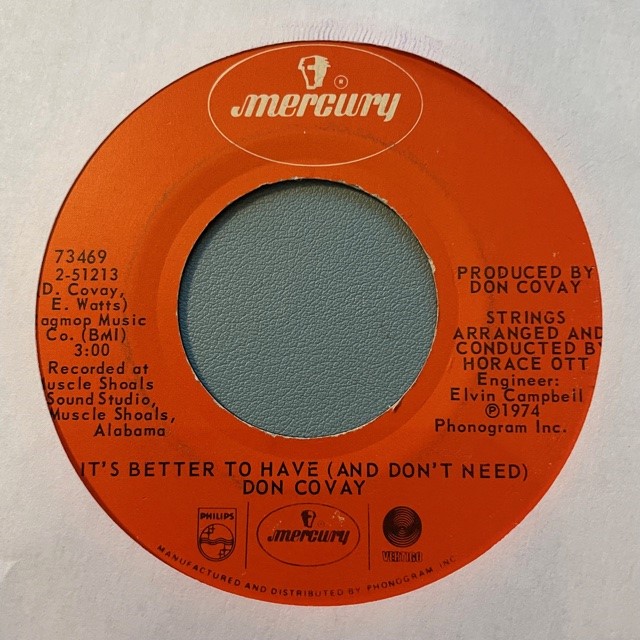 mercury
®
73469
2-51213
D. Covay,
E. Watts)
agmop Music
Co. (BMI)
3:00
Recorded at
uscle Shoals
Sound Studio,
Muscle Shoals,
Alabama
PRODUCED BY
DON COVAY
STRINGS
ARRANGED AND
CONDUCTED BY
HORACE OTT
Engineer:
Elvin Campbell
℗1974
Phonogram Inc.
IT'S BETTER TO HAVE (AND DON'T NEED)
DON COVAY
PHILIPS
mercury
VERTIGO
MANUFACTURED AND DISTRIBUTED BY PHONOGRAM, INC.